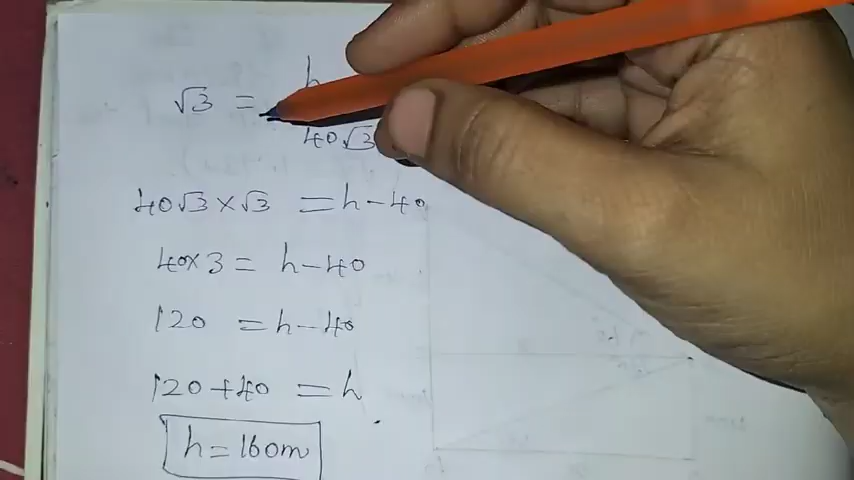 √3 = h
40√3
40√3 × √3 = h - 40
40×3 = h - 40
120 = h - 40
120 + 40 = h
h = 160m